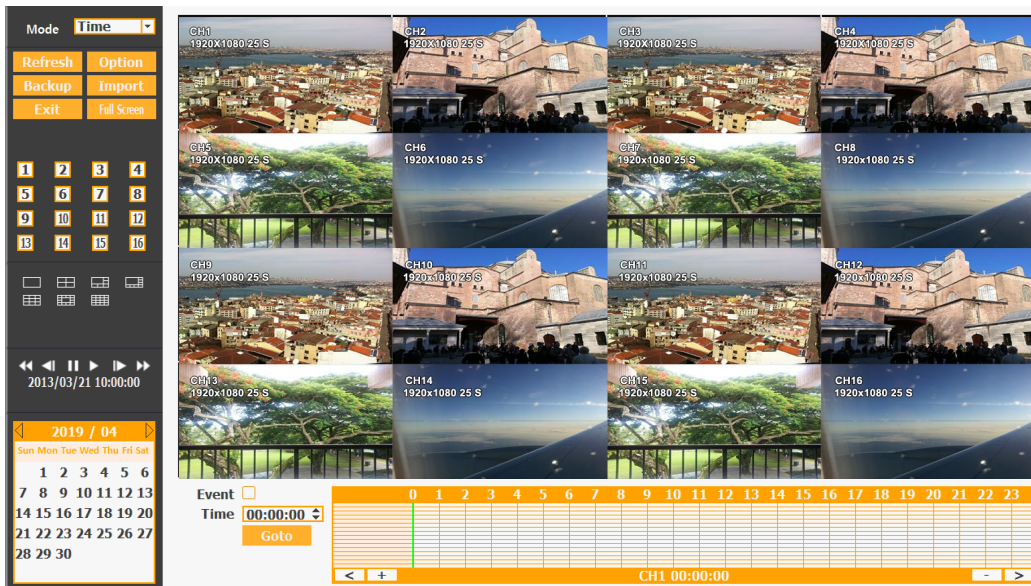 Mode Time
Refresh Option
Backup Import
Exit Full Screen
1 2 3 4
5 6 7 8
9 10 11 12
13 14 15 16
2013/03/21 10:00:00
2019 / 04
Sun Mon Tue Wed Thu Fri Sat
1 2 3 4 5 6
7 8 9 10 11 12 13
14 15 16 17 18 19 20
21 22 23 24 25 26 27
28 29 30
CH1 CH2 CH3 CH4
1920X1080 25 S 1920X1080 25 S 1920X1080 25 S 1920X1080 25 S
CH5 CH6 CH7 CH8
1920X1080 25 S 1920X1080 25 S 1920x1080 25 S 1920x1080 25 S
CH9 CH10 CH11 CH12
1920x1080 25 S 1920x1080 25 S 1920x1080 25 S 1920x1080 25 S
CH13 CH14 CH15 CH16
1920x1080 25 S 1920x1080 25 S 1920x1080 25 S 1920x1080 25 S
Event
Time 00:00:00
Goto
0 1 2 3 4 5 6 7 8 9 10 11 12 13 14 15 16 17 18 19 20 21 22 23
< + CH1 00:00:00 - >